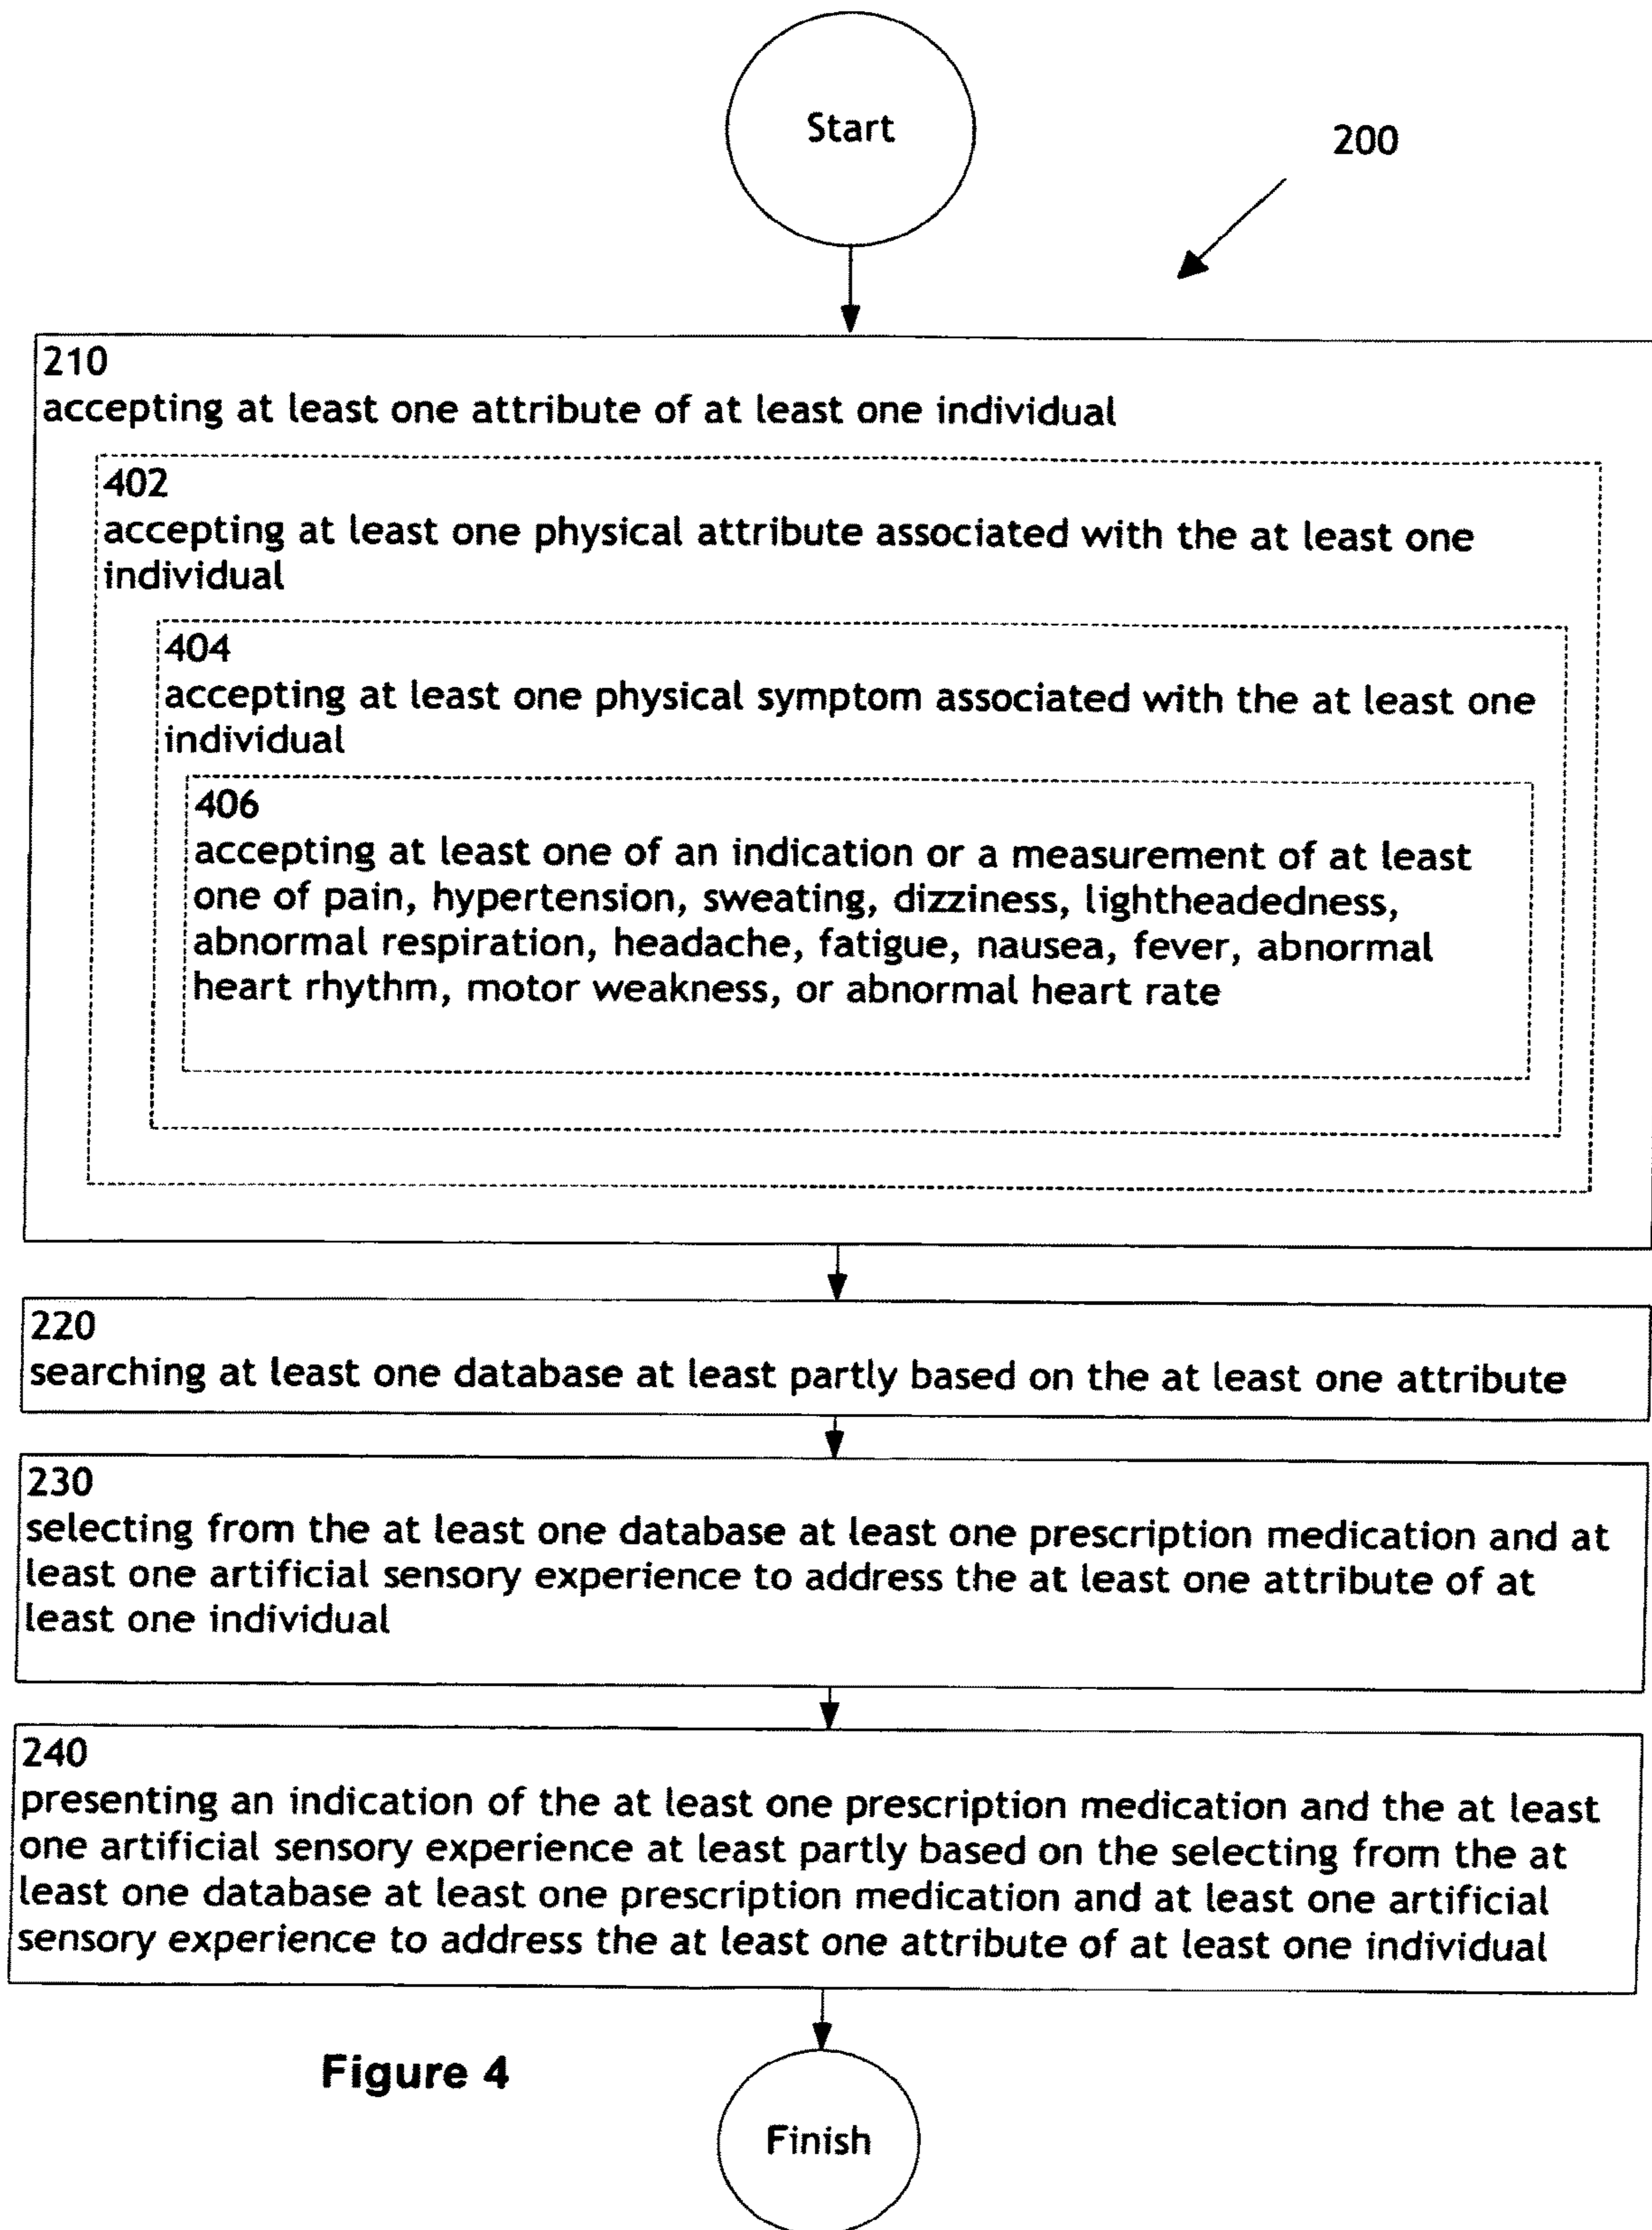 Start
200
210
accepting at least one attribute of at least one individual
402
accepting at least one physical attribute associated with the at least one
individual
404
accepting at least one physical symptom associated with the at least one
individual
406
accepting at least one of an indication or a measurement of at least
one of pain, hypertension, sweating, dizziness, lightheadedness,
abnormal respiration, headache, fatigue, nausea, fever, abnormal
heart rhythm, motor weakness, or abnormal heart rate
220
searching at least one database at least partly based on the at least one attribute
230
selecting from the at least one database at least one prescription medication and at
least one artificial sensory experience to address the at least one attribute of at
least one individual
240
presenting an indication of the at least one prescription medication and the at least
one artificial sensory experience at least partly based on the selecting from the at
least one database at least one prescription medication and at least one artificial
sensory experience to address the at least one attribute of at least one individual
Figure 4
Finish